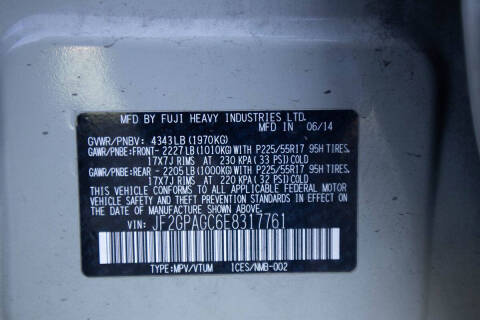 MFD BY FUJI HEAVY INDUSTRIES LTD.
MFD IN 06/14
GVWR/PNBV: 4343LB (1970KG)
GAWR/PNBE:FRONT- 2227LB (1010KG) WITH P225/55R17 95H TIRES.
17X7J RIMS AT 230 KPA (33 PSI) COLD
GAWR/PNBE:REAR - 2205LB (1000KG) WITH P225/55R17 95H TIRES.
17X7J RIMS AT 220 KPA (32 PSI) COLD
THIS VEHICLE CONFORMS TO ALL APPLICABLE FEDERAL MOTOR
VEHICLE SAFETY AND THEFT PREVENTION STANDARDS IN EFFECT
ON THE DATE OF MANUFACTURE SHOWN ABOVE.
VIN: JF2GPAGC6E8317761
TYPE:MPV/VTUM ICES/NMB-002